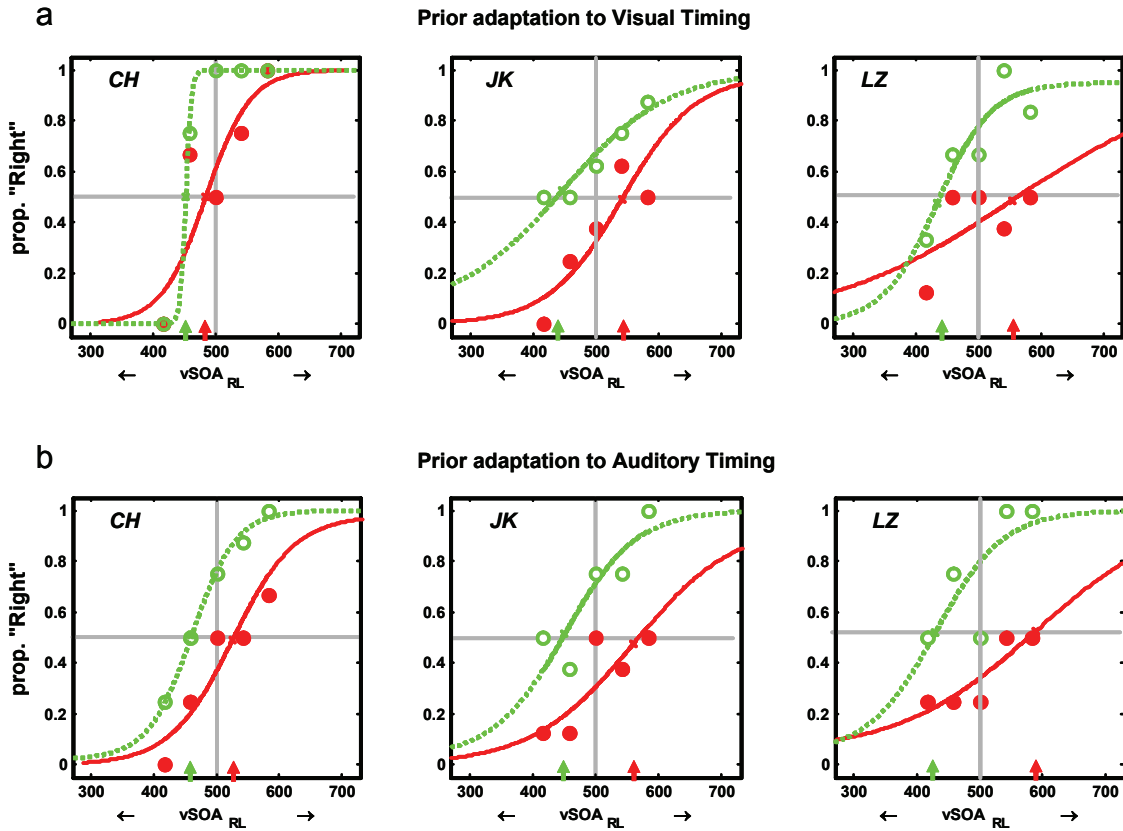 a
Prior adaptation to Visual Timing
CH
JK
LZ
prop. "Right"
1
0.8
0.6
0.4
0.2
0
300 400 500 600 700
← vSOA RL →
1
0.8
0.6
0.4
0.2
0
300 400 500 600 700
← vSOA RL →
1
0.8
0.6
0.4
0.2
0
300 400 500 600 700
← vSOA RL →
b
Prior adaptation to Auditory Timing
CH
JK
LZ
prop. "Right"
1
0.8
0.6
0.4
0.2
0
300 400 500 600 700
← vSOA RL →
1
0.8
0.6
0.4
0.2
0
300 400 500 600 700
← vSOA RL →
1
0.8
0.6
0.4
0.2
0
300 400 500 600 700
← vSOA RL →